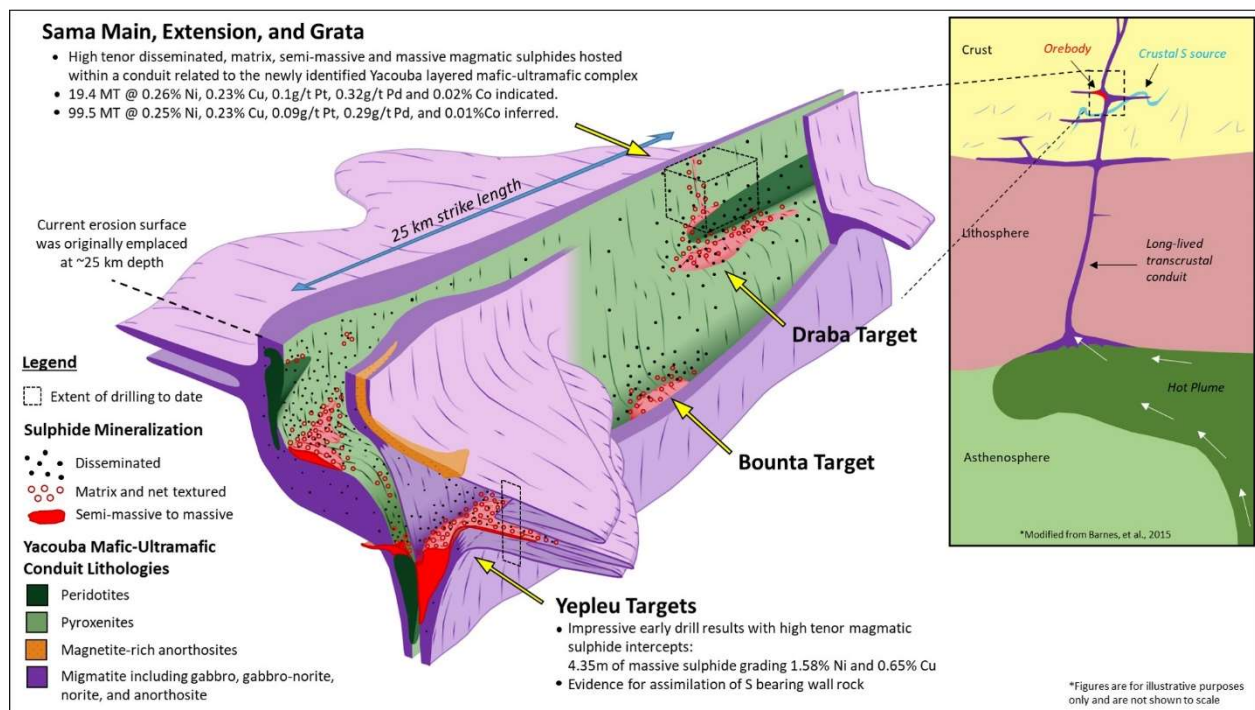 Sama Main, Extension, and Grata
• High tenor disseminated, matrix, semi-massive and massive magmatic sulphides hosted
within a conduit related to the newly identified Yacouba layered mafic-ultramafic complex
• 19.4 MT @ 0.26% Ni, 0.23% Cu, 0.1g/t Pt, 0.32g/t Pd and 0.02% Co indicated.
• 99.5 MT @ 0.25% Ni, 0.23% Cu, 0.09g/t Pt, 0.29g/t Pd, and 0.01%Co inferred.
25 km strike length
Current erosion surface
was originally emplaced
at ~25 km depth
Draba Target
Bounta Target
Legend
Extent of drilling to date
Sulphide Mineralization
Disseminated
Matrix and net textured
Semi-massive to massive
Yacouba Mafic-Ultramafic
Conduit Lithologies
Peridotites
Pyroxenites
Magnetite-rich anorthosites
Migmatite including gabbro, gabbro-norite,
norite, and anorthosite
Yepleu Targets
• Impressive early drill results with high tenor magmatic
sulphide intercepts:
4.35m of massive sulphide grading 1.58% Ni and 0.65% Cu
• Evidence for assimilation of S bearing wall rock
Crust
Orebody
Crustal S source
Lithosphere
Long-lived
transcrustal
conduit
Hot Plume
Asthenosphere
*Modified from Barnes, et al., 2015
*Figures are for illustrative purposes
only and are not shown to scale